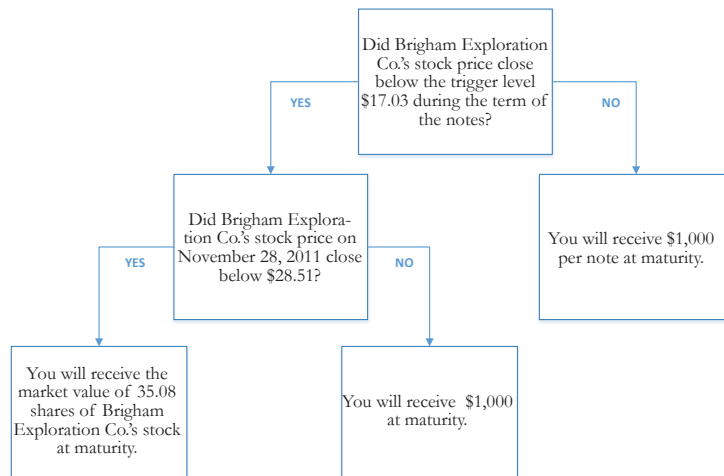 Did Brigham Exploration
Co.'s stock price close
below the trigger level
$17.03 during the term of
the notes?
YES
NO
Did Brigham Explora-
tion Co.'s stock price on
November 28, 2011 close
below $28.51?
You will receive $1,000
per note at maturity.
YES
NO
You will receive the
market value of 35.08
shares of Brigham
Exploration Co.'s stock
at maturity.
You will receive $1,000
at maturity.